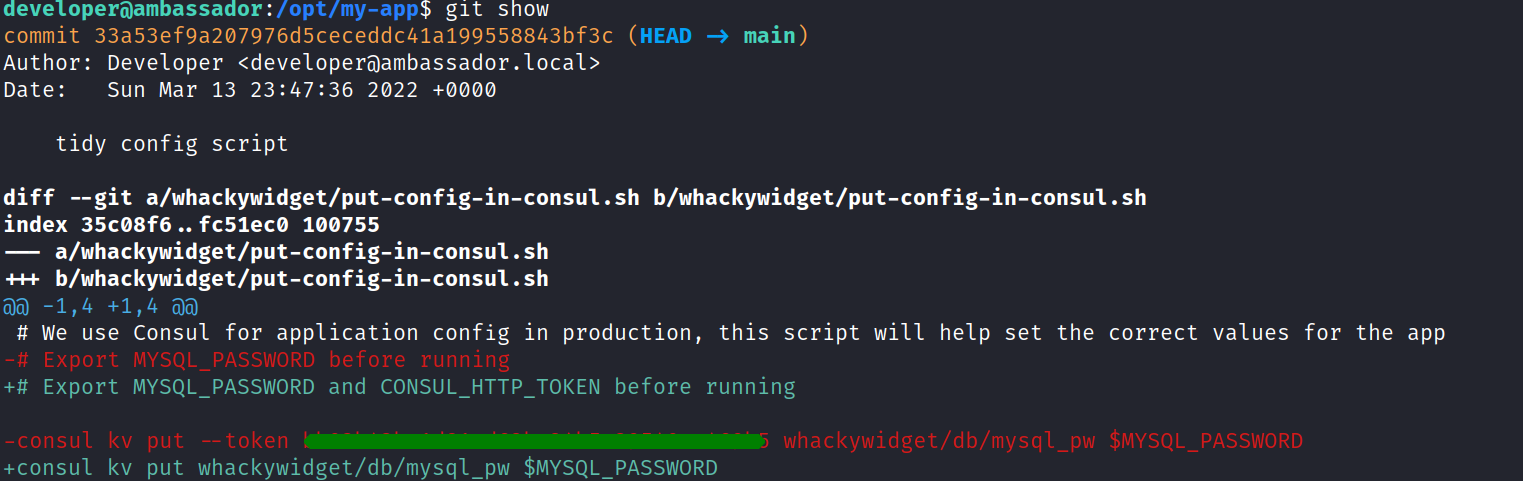 developer@ambassador:/opt/my-app$ git show
commit 33a53ef9a207976d5ceceddc41a199558843bf3c (HEAD -> main)
Author: Developer <developer@ambassador.local>
Date:   Sun Mar 13 23:47:36 2022 +0000
    tidy config script
diff --git a/whackywidget/put-config-in-consul.sh b/whackywidget/put-config-in-consul.sh
index 35c08f6..fc51ec0 100755
--- a/whackywidget/put-config-in-consul.sh
+++ b/whackywidget/put-config-in-consul.sh
@@ -1,4 +1,4 @@
 # We use Consul for application config in production, this script will help set the correct values for the app
-# Export MYSQL_PASSWORD before running
+# Export MYSQL_PASSWORD and CONSUL_HTTP_TOKEN before running
-consul kv put --token whackywidget/db/mysql_pw $MYSQL_PASSWORD
+consul kv put whackywidget/db/mysql_pw $MYSQL_PASSWORD